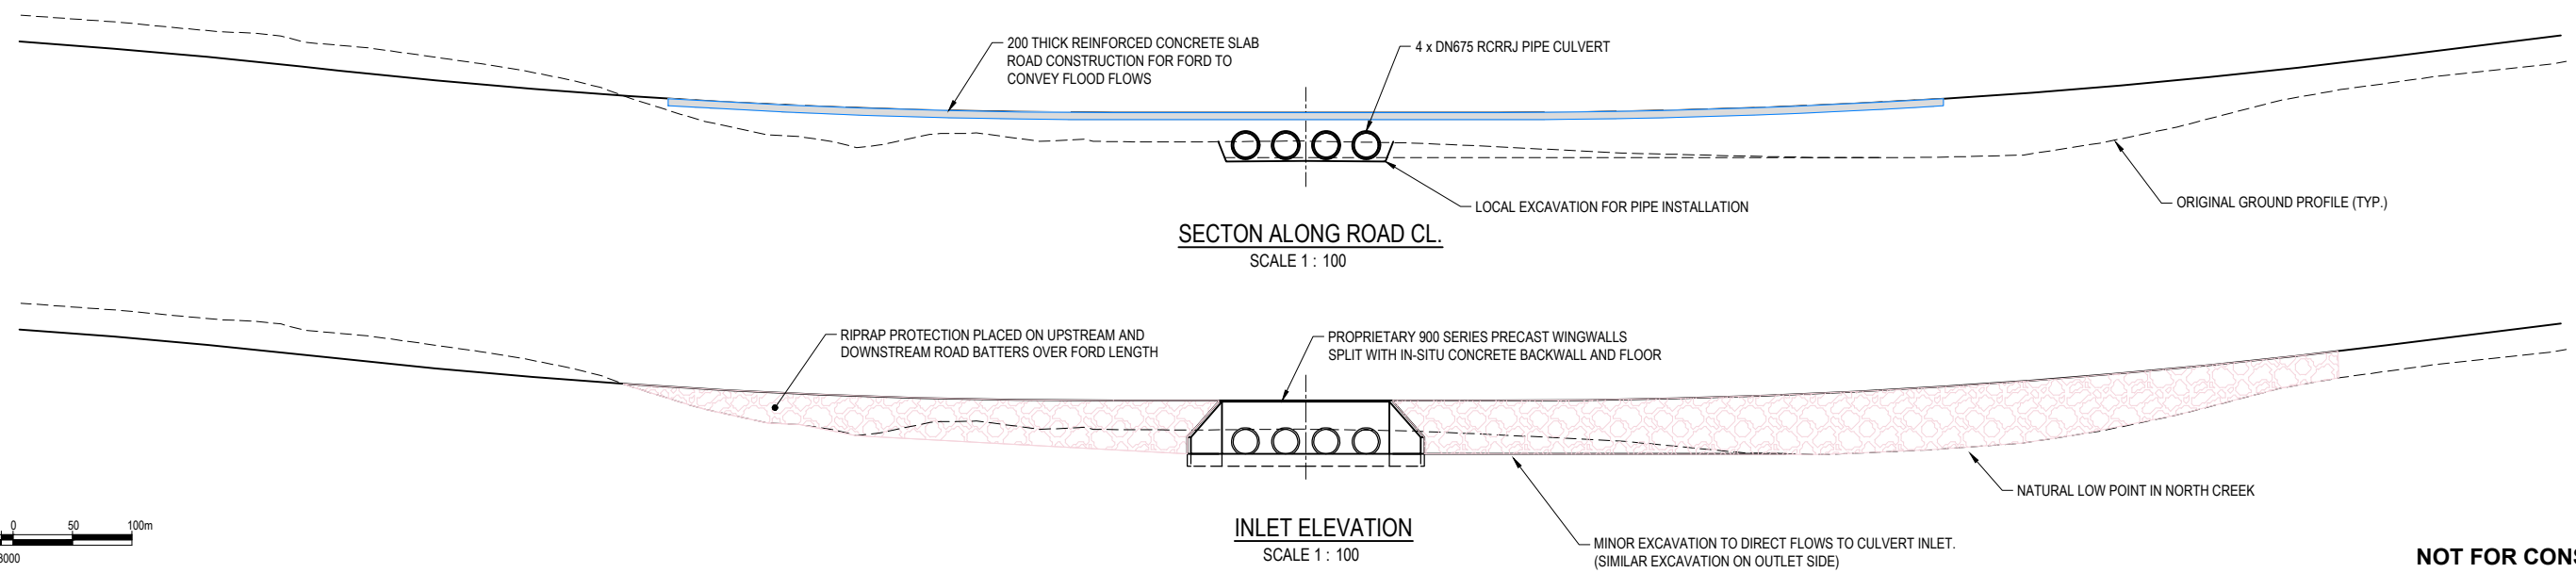 200 THICK REINFORCED CONCRETE SLAB
ROAD CONSTRUCTION FOR FORD TO
CONVEY FLOOD FLOWS
4 x DN675 RCRRJ PIPE CULVERT
LOCAL EXCAVATION FOR PIPE INSTALLATION
ORIGINAL GROUND PROFILE (TYP.)
SECTON ALONG ROAD CL.
SCALE 1 : 100
RIPRAP PROTECTION PLACED ON UPSTREAM AND
DOWNSTREAM ROAD BATTERS OVER FORD LENGTH
PROPRIETARY 900 SERIES PRECAST WINGWALLS
SPLIT WITH IN-SITU CONCRETE BACKWALL AND FLOOR
NATURAL LOW POINT IN NORTH CREEK
INLET ELEVATION
SCALE 1 : 100
MINOR EXCAVATION TO DIRECT FLOWS TO CULVERT INLET.
(SIMILAR EXCAVATION ON OUTLET SIDE)
0 50 100m
000
NOT FOR CONS